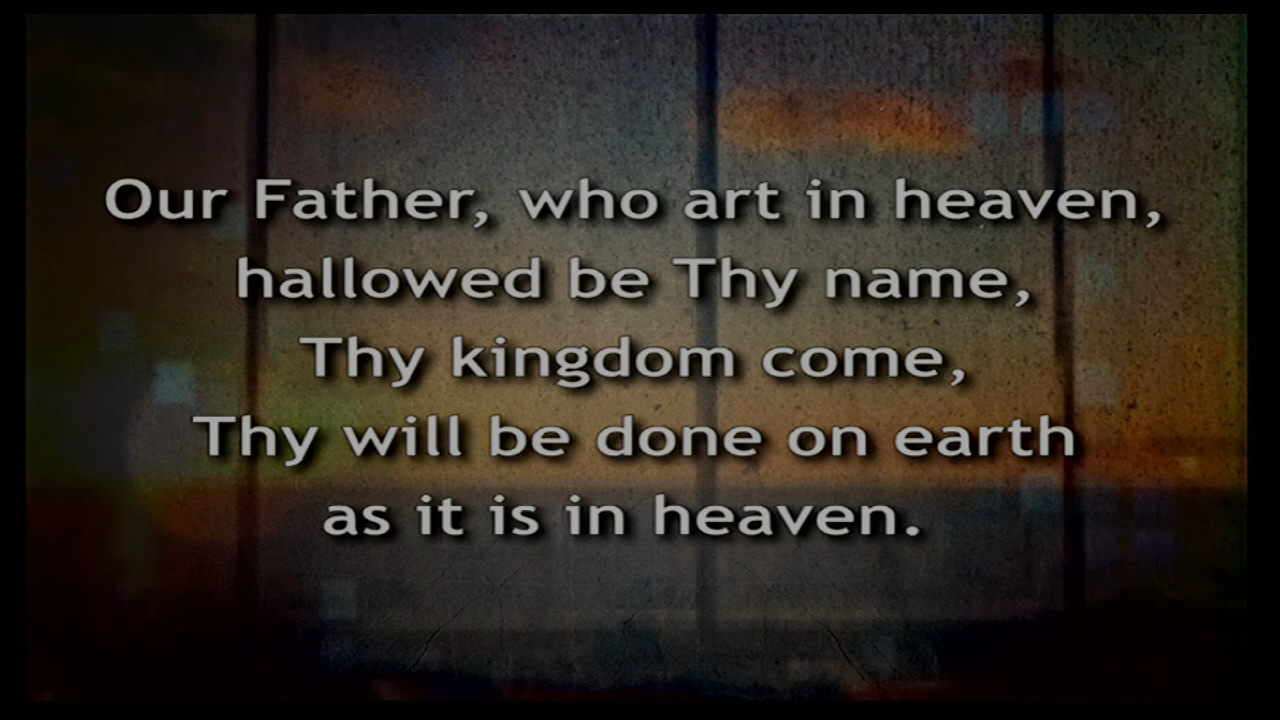 Our Father, who art in heaven,
hallowed be Thy name,
Thy kingdom come,
Thy will be done on earth
as it is in heaven.